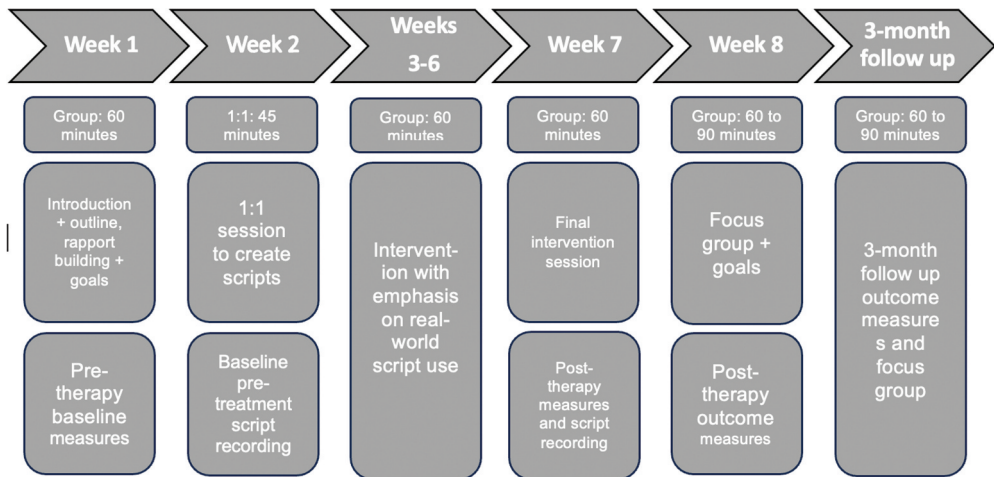 Week 1
Week 2
Weeks
3-6
Week 7
Week 8
3-month
follow up
Group: 60
minutes
1:1: 45
minutes
Group: 60
minutes
Group: 60
minutes
Group: 60 to
90 minutes
Group: 60 to
90 minutes
Introduction
+ outline,
rapport
building +
goals
1:1
session
to create
scripts
Intervent-
ion with
emphasis
on real-
world
script use
Final
intervention
session
Focus
group +
goals
3-month
follow up
outcome
measure
s and
focus
group
Pre-
therapy
baseline
measures
Baseline
pre-
treatment
script
recording
Post-
therapy
measures
and script
recording
Post-
therapy
outcome
measures